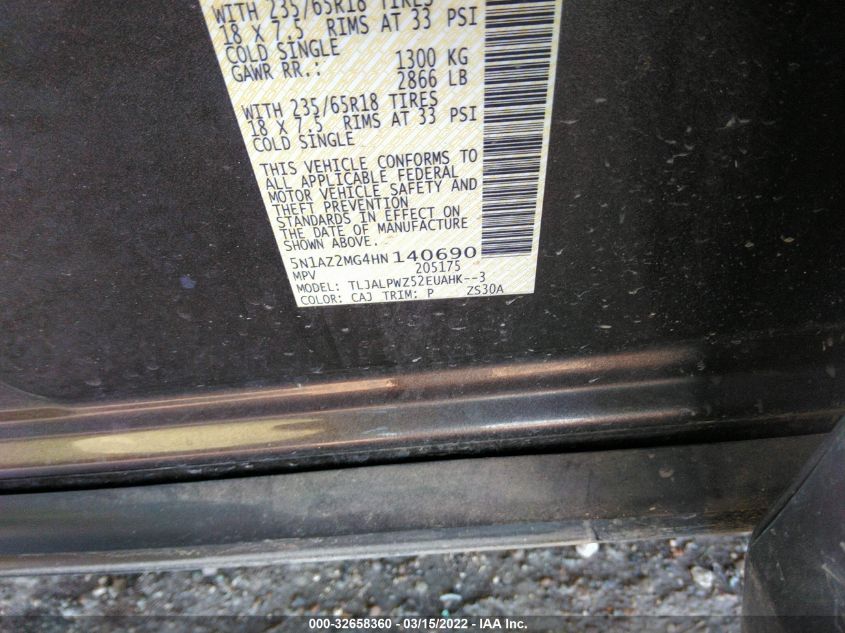 WITH 235/65R18 TIRES
18 X 7.5 RIMS AT 33 PSI
COLD SINGLE
GAWR RR.: 1300 KG
2866 LB
WITH 235/65R18 TIRES
18 X 7.5 RIMS AT 33 PSI
COLD SINGLE
THIS VEHICLE CONFORMS TO
ALL APPLICABLE FEDERAL
MOTOR VEHICLE SAFETY AND
THEFT PREVENTION
STANDARDS IN EFFECT ON
THE DATE OF MANUFACTURE
SHOWN ABOVE.
5N1AZ2MG4HN140690
MPV 205175
MODEL: TLJALPWZ52EUAHK--3
COLOR: CAJ TRIM: P ZS30A
000-32658360 - 03/15/2022 - IAA Inc.